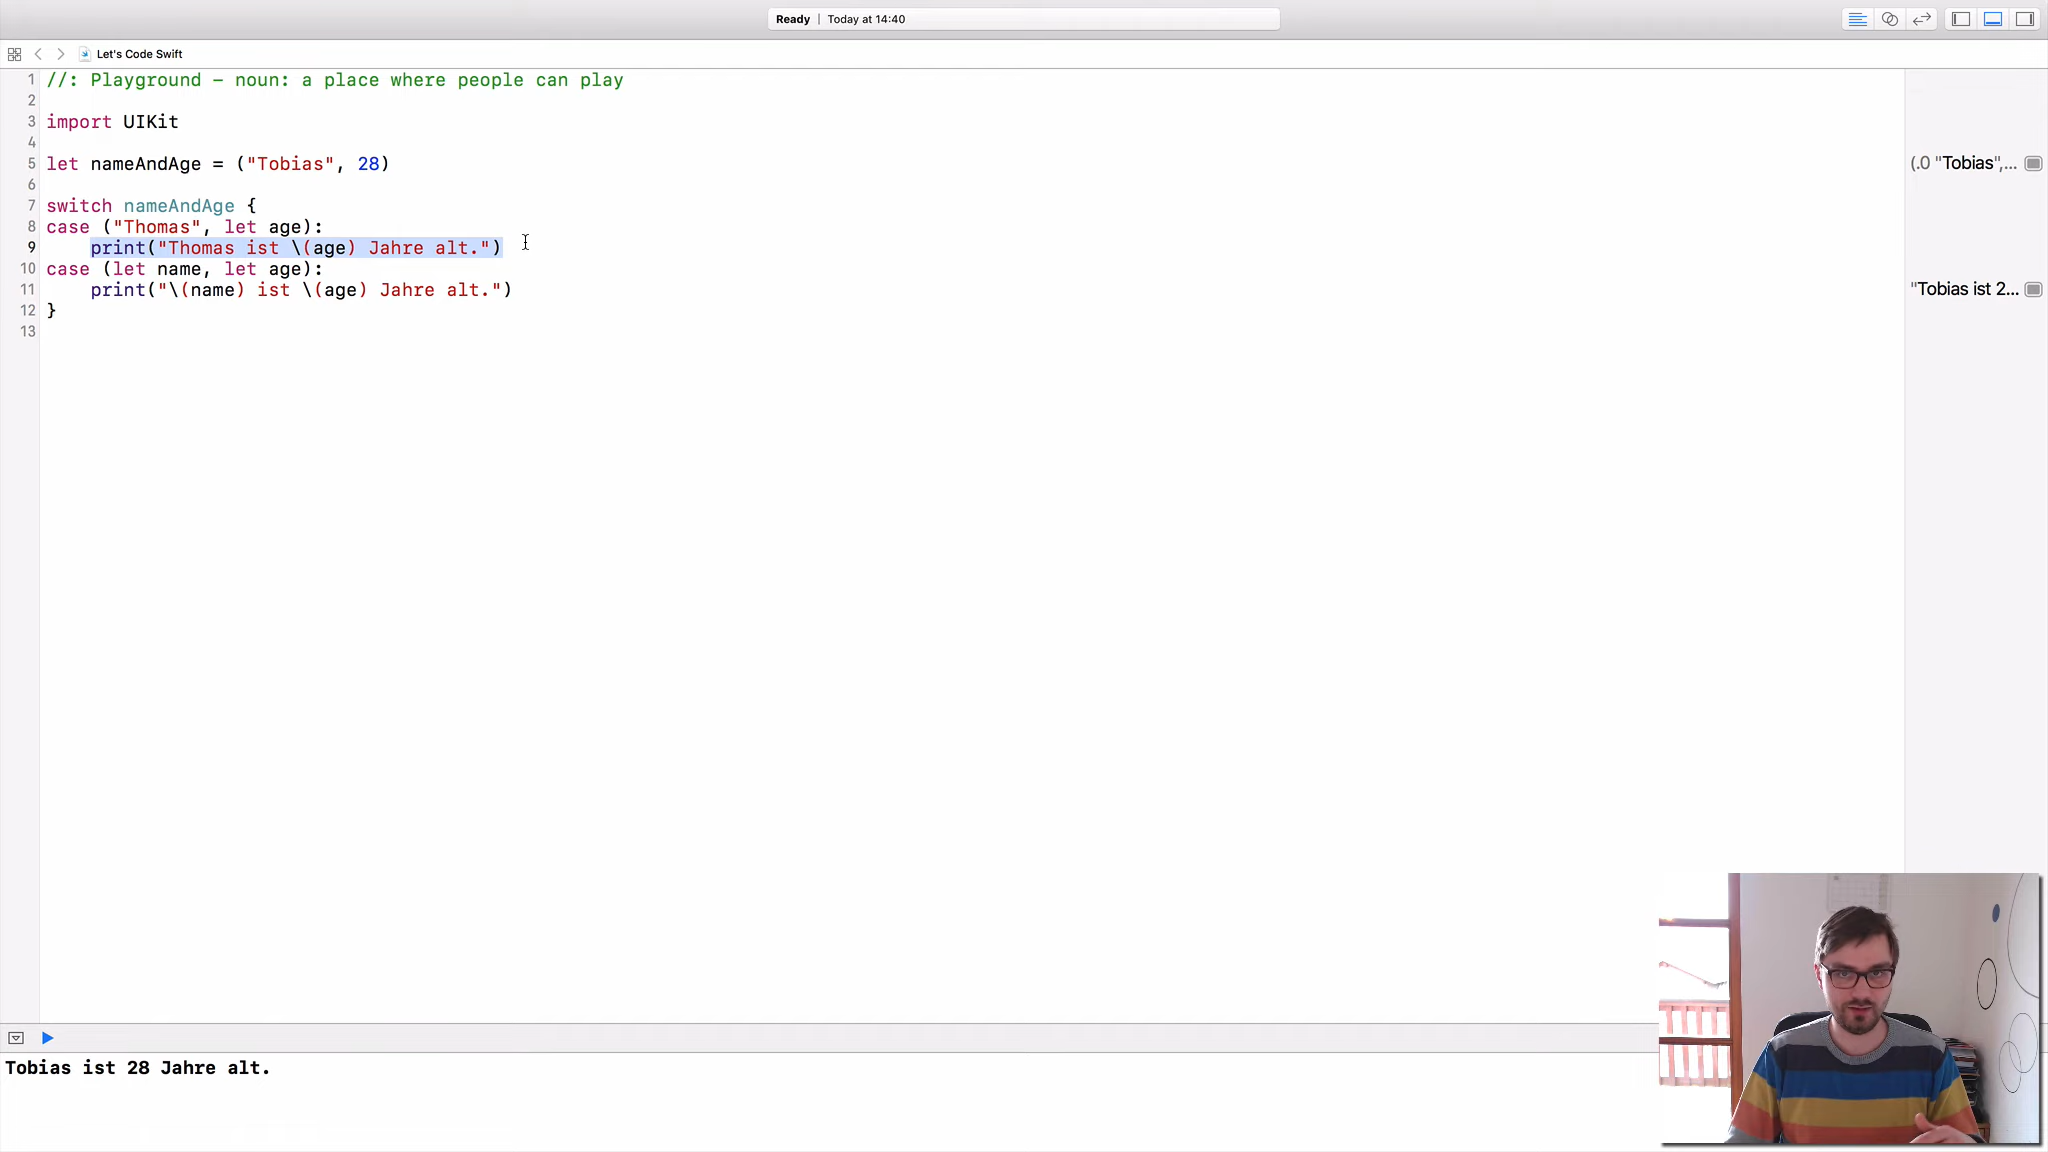 Ready | Today at 14:40
Let's Code Swift
1 //: Playground – noun: a place where people can play
2
3 import UIKit
4
5 let nameAndAge = ("Tobias", 28)
(.0 "Tobias",...
6
7 switch nameAndAge {
8 case ("Thomas", let age):
9 print("Thomas ist \(age) Jahre alt.")
10 case (let name, let age):
11 print("\(name) ist \(age) Jahre alt.")
"Tobias ist 2...
12 }
13
Tobias ist 28 Jahre alt.